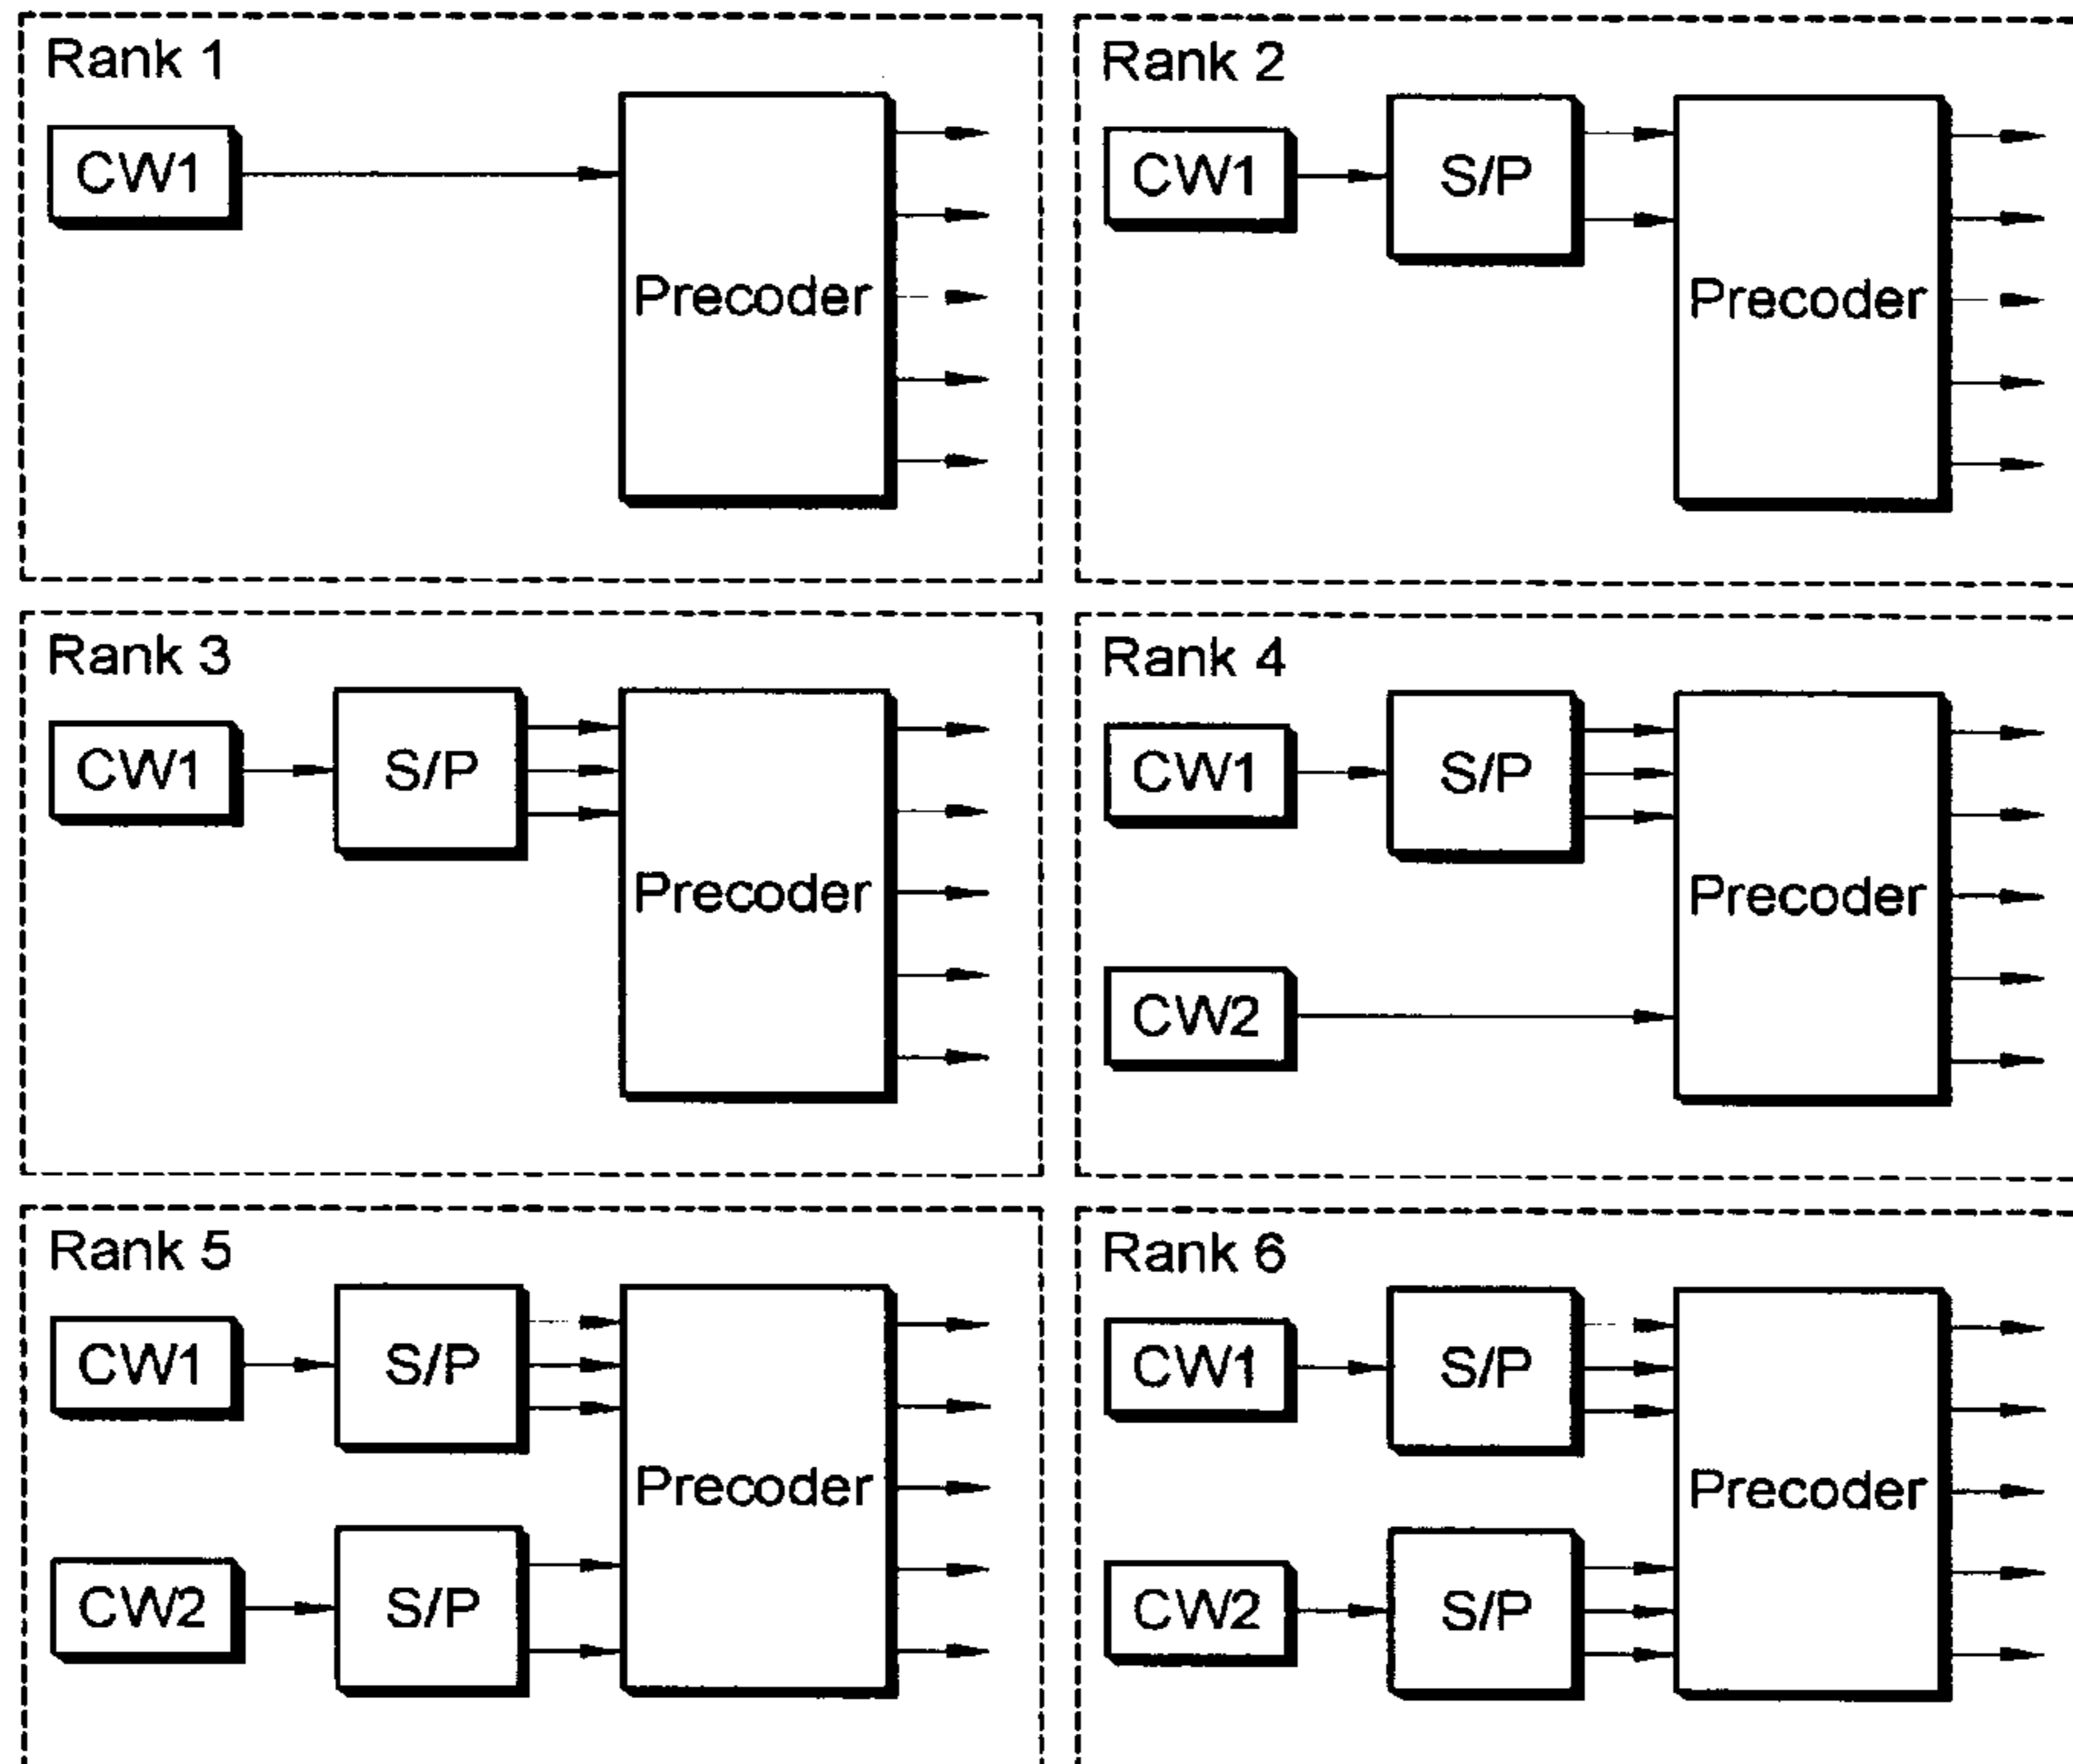 Rank 1
CW1
Precoder
Rank 2
CW1
S/P
Precoder
Rank 3
CW1
S/P
Precoder
Rank 4
CW1
S/P
Precoder
CW2
Rank 5
CW1
S/P
Precoder
CW2
S/P
Rank 6
CW1
S/P
Precoder
CW2
S/P